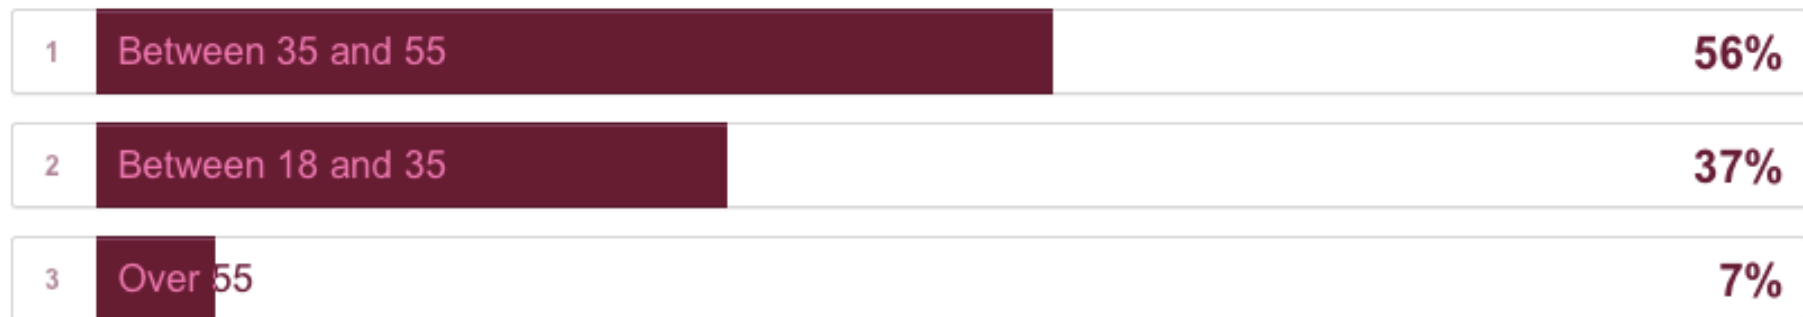 1 Between 35 and 55 56%
2 Between 18 and 35 37%
3 Over 55 7%